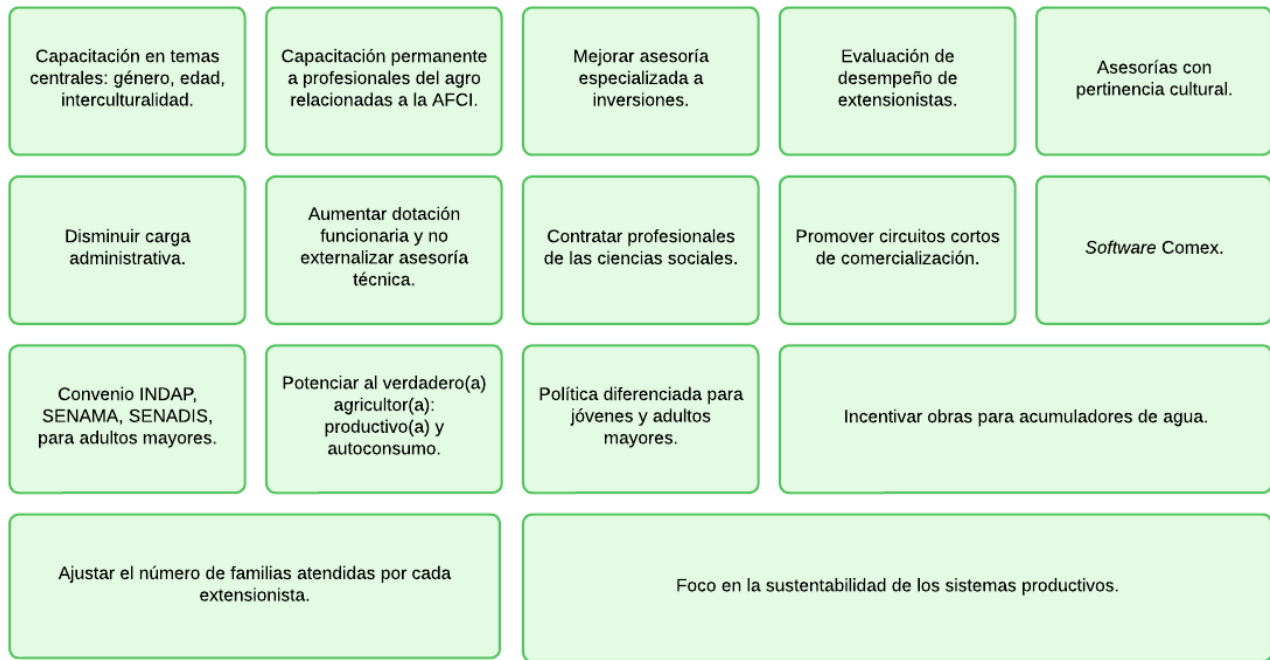 Capacitación en temas
centrales: género, edad,
interculturalidad.
Capacitación permanente
a profesionales del agro
relacionadas a la AFCI.
Mejorar asesoría
especializada a
inversiones.
Evaluación de
desempeño de
extensionistas.
Asesorías con
pertinencia cultural.
Disminuir carga
administrativa.
Aumentar dotación
funcionaria y no
externalizar asesoría
técnica.
Contratar profesionales
de las ciencias sociales.
Promover circuitos cortos
de comercialización.
Software Comex.
Convenio INDAP,
SENAMA, SENADIS,
para adultos mayores.
Potenciar al verdadero(a)
agricultor(a):
productivo(a) y
autoconsumo.
Política diferenciada para
jóvenes y adultos
mayores.
Incentivar obras para acumuladores de agua.
Ajustar el número de familias atendidas por cada
extensionista.
Foco en la sustentabilidad de los sistemas productivos.